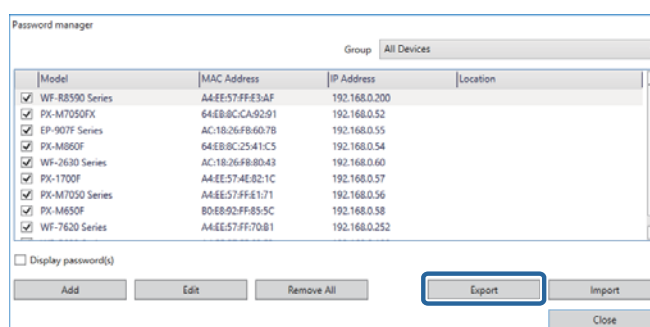 Password manager
Group All Devices
Model MAC Address IP Address Location
WF-R8590 Series A4:EE:57:FF:E3:AF 192.168.0.200
PX-M7050FX 64:EB:8C:CA:92:91 192.168.0.52
EP-907F Series AC:18:26:FB:60:7B 192.168.0.55
PX-M860F 64:EB:8C:25:41:C5 192.168.0.54
WF-2630 Series AC:18:26:FB:80:43 192.168.0.60
PX-1700F A4:EE:57:4E:82:1C 192.168.0.57
PX-M7050 Series A4:EE:57:FF:E1:71 192.168.0.56
PX-M650F B0:E8:92:FF:85:5C 192.168.0.58
WF-7620 Series A4:EE:57:FF:70:B1 192.168.0.252
Display password(s)
Add Edit Remove All Export Import
Close